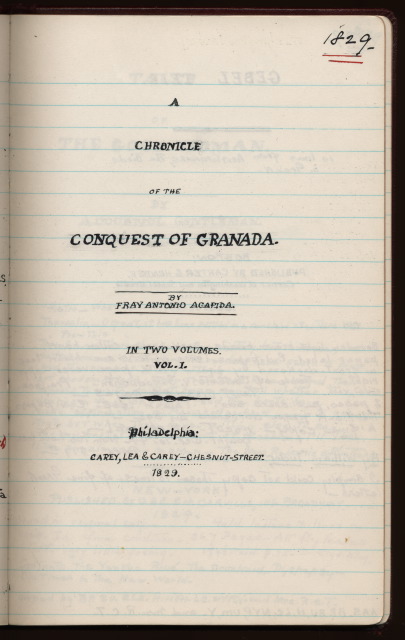 1829
A
CHRONICLE
OF THE
CONQUEST OF GRANADA.
BY
FRAY ANTONIO AGAPIDA.
IN TWO VOLUMES.
VOL. I.
Philadelphia:
CAREY, LEA & CAREY-CHESNUT-STREET.
1829.